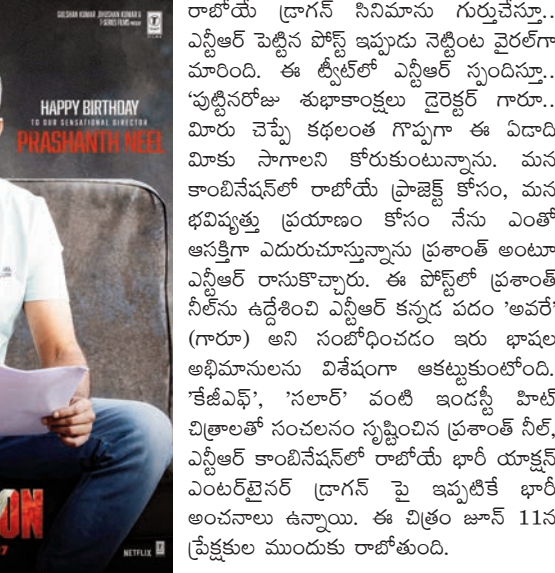 GULSHAN KUMAR, BHUSHAN KUMAR &
T-SERIES FILMS PRESENT
HAPPY BIRTHDAY
TO OUR SENSATIONAL DIRECTOR
PRASHANTH NEEL
ON
27
NETFLIX
రాబోయే డ్రాగన్ సినిమాను గుర్తుచేస్తూ..
ఎన్టీఆర్ పెట్టిన పోస్ట్ ఇప్పుడు నెట్టింట వైరల్‌గా
మారింది. ఈ ట్వీట్‌లో ఎన్టీఆర్ స్పందిస్తూ..
‘పుట్టినరోజు శుభాకాంక్షలు డైరెక్టర్ గారూ..
మీరు చెప్పే కథలంత గొప్పగా ఈ ఏడాది
మీకు సాగాలని కోరుకుంటున్నాను. మన
కాంబినేషన్‌లో రాబోయే ప్రాజెక్ట్ కోసం, మన
భవిష్యత్తు ప్రయాణం కోసం నేను ఎంతో
ఆసక్తిగా ఎదురుచూస్తున్నాను ప్రశాంత్ అంటూ
ఎన్టీఆర్ రాసుకొచ్చారు. ఈ పోస్ట్‌లో ప్రశాంత్
నీల్‌ను ఉద్దేశించి ఎన్టీఆర్ కన్నడ పదం 'అవరే'
(గారూ) అని సంబోధించడం ఇరు భాషల
అభిమానులను విశేషంగా ఆకట్టుకుంటోంది.
'కేజీఎఫ్', 'సలార్' వంటి ఇండస్ట్రీ హిట్
చిత్రాలతో సంచలనం సృష్టించిన ప్రశాంత్ నీల్,
ఎన్టీఆర్ కాంబినేషన్‌లో రాబోయే భారీ యాక్షన్
ఎంటర్‌టైనర్ డ్రాగన్ పై ఇప్పటికే భారీ
అంచనాలు ఉన్నాయి. ఈ చిత్రం జూన్ 11న
ప్రేక్షకుల ముందుకు రాబోతుంది.